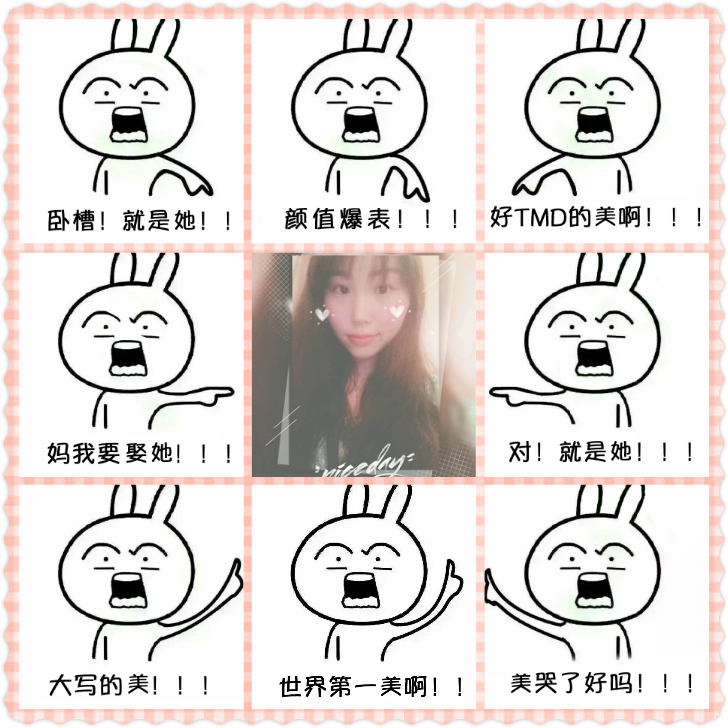 卧槽！就是她！！
颜值爆表！！！
好TMD的美啊！！！
妈我要娶她！！！
niceday
对！就是她！！！
大写的美！！！
世界第一美啊！！
美哭了好吗！！！